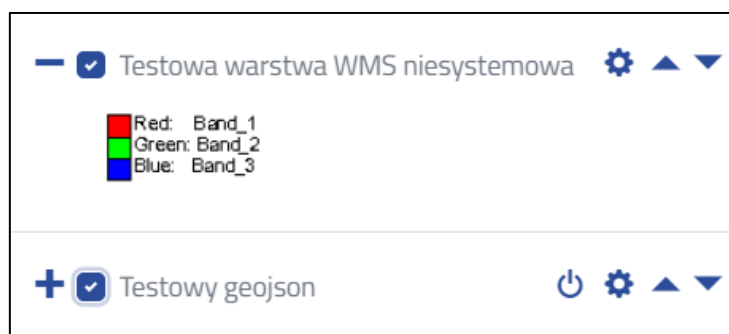 Testowa warstwa WMS niesystemowa
Red: Band_1
Green: Band_2
Blue: Band_3
Testowy geojson